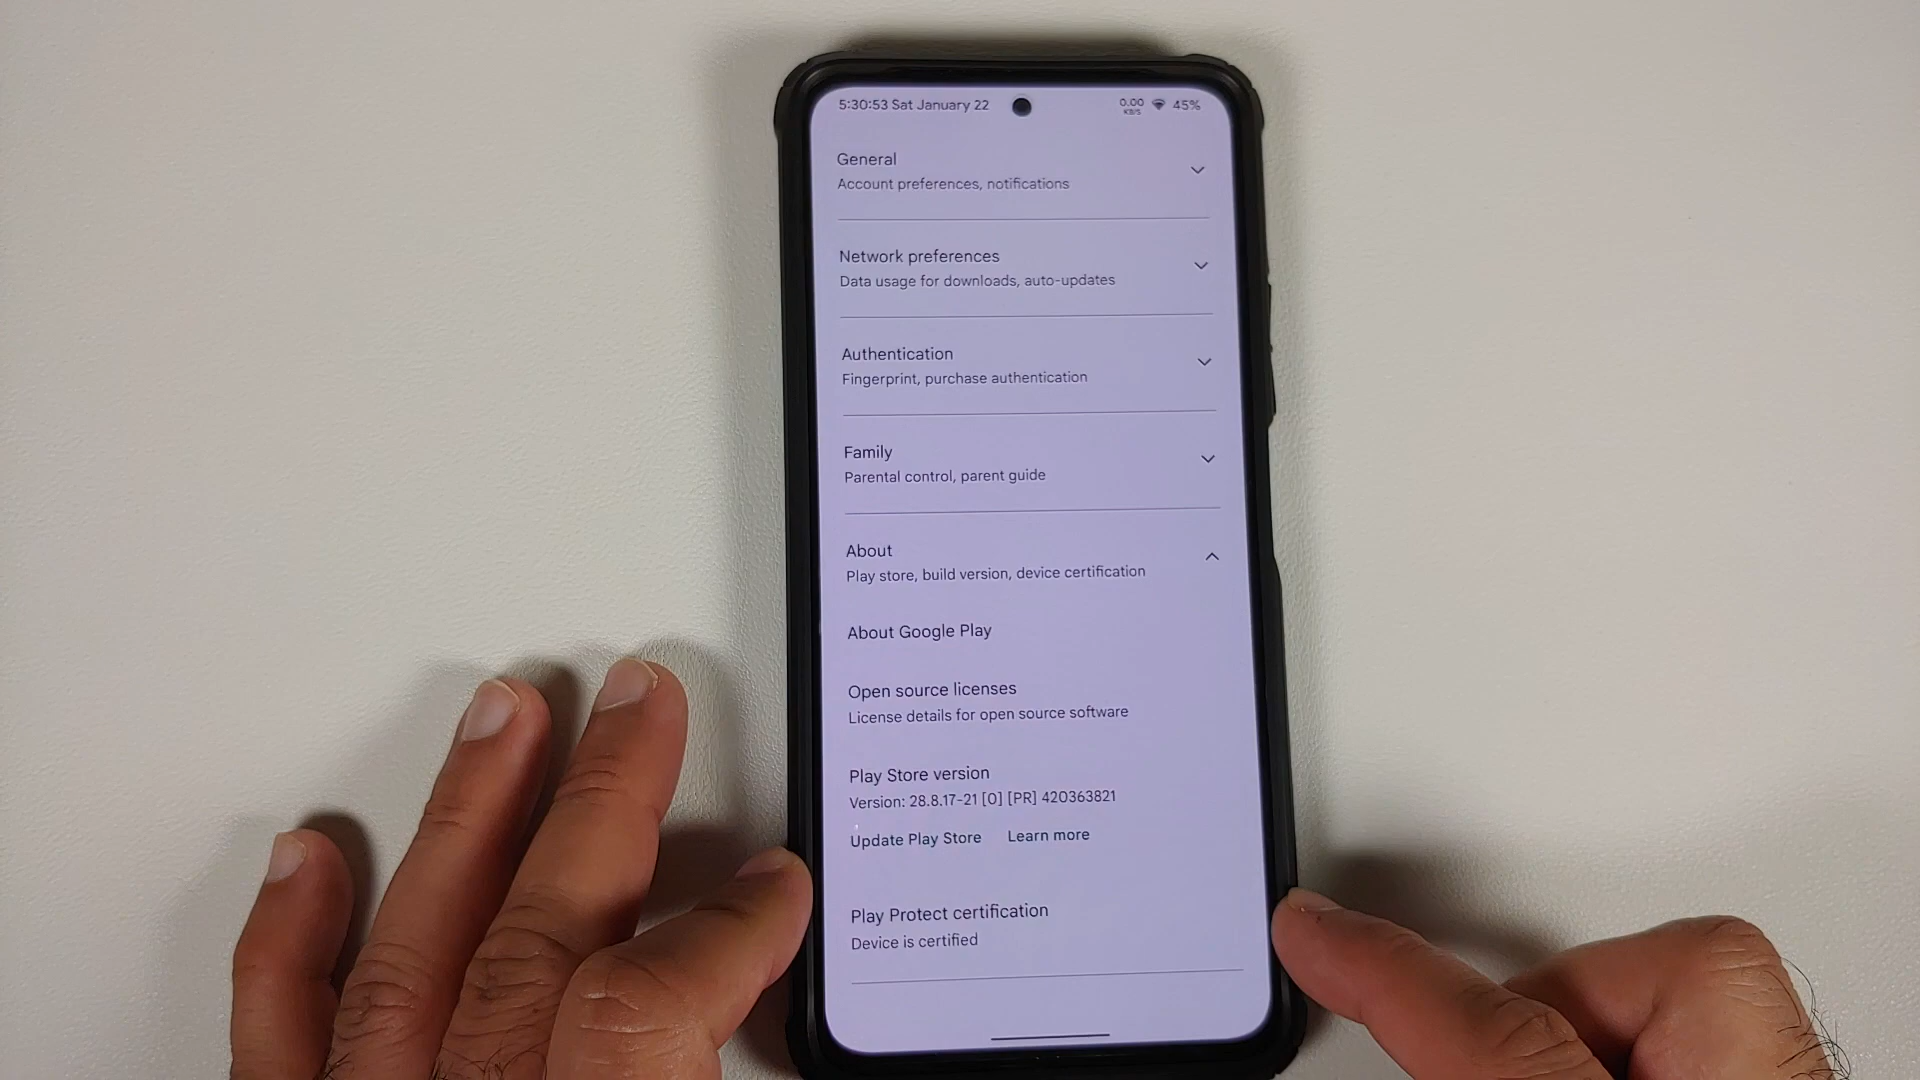 5:30:53 Sat January 22
0.00 KB/S 45%
General
Account preferences, notifications
Network preferences
Data usage for downloads, auto-updates
Authentication
Fingerprint, purchase authentication
Family
Parental control, parent guide
About
Play store, build version, device certification
About Google Play
Open source licenses
License details for open source software
Play Store version
Version: 28.8.17-21 [0] [PR] 420363821
Update Play Store Learn more
Play Protect certification
Device is certified